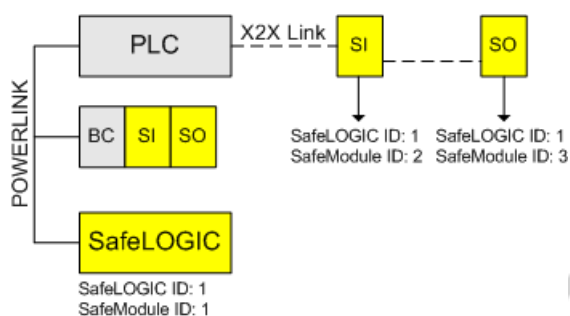 PLC
X2X Link
SI
SO
SafeLOGIC ID: 1
SafeModule ID: 2
SafeLOGIC ID: 1
SafeModule ID: 3
POWERLINK
BC
SI
SO
SafeLOGIC
SafeLOGIC ID: 1
SafeModule ID: 1